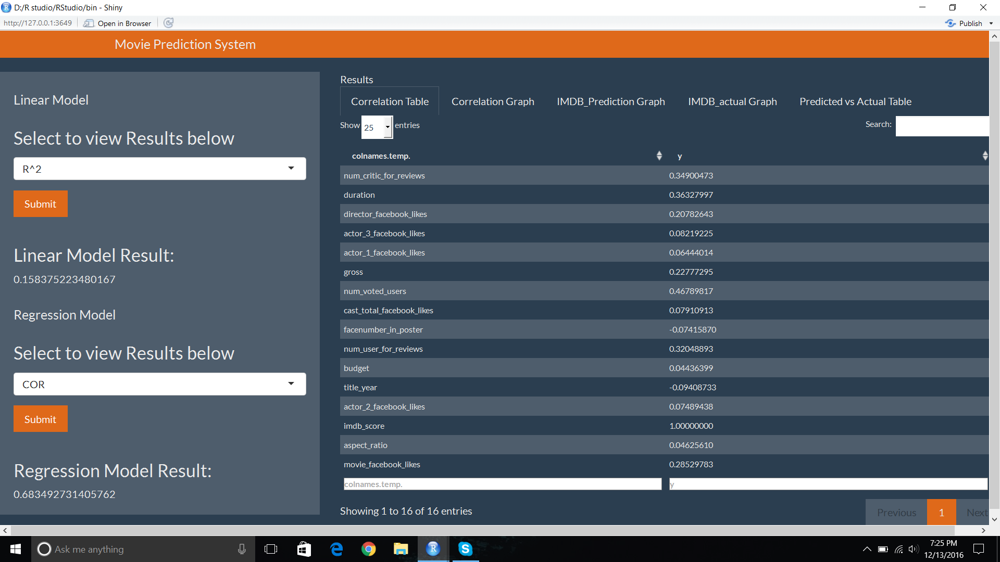 D:/R studio/RStudio/bin - Shiny
http://127.0.0.1:3649 Open in Browser Publish
Movie Prediction System
Linear Model
Select to view Results below
R^2
Submit
Linear Model Result:
0.158375223480167
Regression Model
Select to view Results below
COR
Submit
Regression Model Result:
0.683492731405762
Results
Correlation Table Correlation Graph IMDB_Prediction Graph IMDB_actual Graph Predicted vs Actual Table
Show 25 entries Search:
colnames.temp. y
num_critic_for_reviews 0.34900473
duration 0.36327997
director_facebook_likes 0.20782643
actor_3_facebook_likes 0.08219225
actor_1_facebook_likes 0.06444014
gross 0.22777295
num_voted_users 0.46789817
cast_total_facebook_likes 0.07910913
facenumber_in_poster -0.07415870
num_user_for_reviews 0.32048893
budget 0.04436399
title_year -0.09408733
actor_2_facebook_likes 0.07489438
imdb_score 1.00000000
aspect_ratio 0.04625610
movie_facebook_likes 0.28529783
colnames.temp. y
Showing 1 to 16 of 16 entries
Previous 1 Next
Ask me anything
7:25 PM
12/13/2016